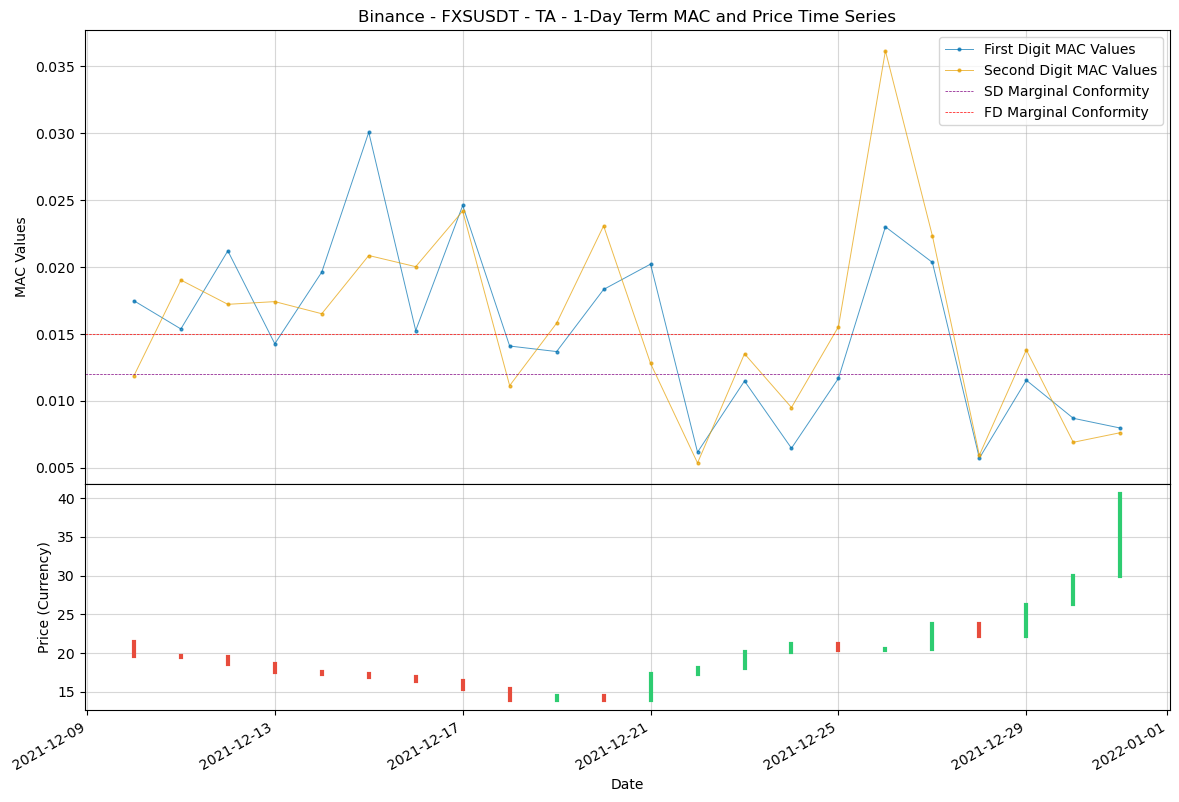 Binance - FXSUSDT - TA - 1-Day Term MAC and Price Time Series
First Digit MAC Values
Second Digit MAC Values
SD Marginal Conformity
FD Marginal Conformity
MAC Values
0.035
0.030
0.025
0.020
0.015
0.010
0.005
Price (Currency)
40
35
30
25
20
15
2021-12-09
2021-12-13
2021-12-17
2021-12-21
2021-12-25
2021-12-29
2022-01-01
Date